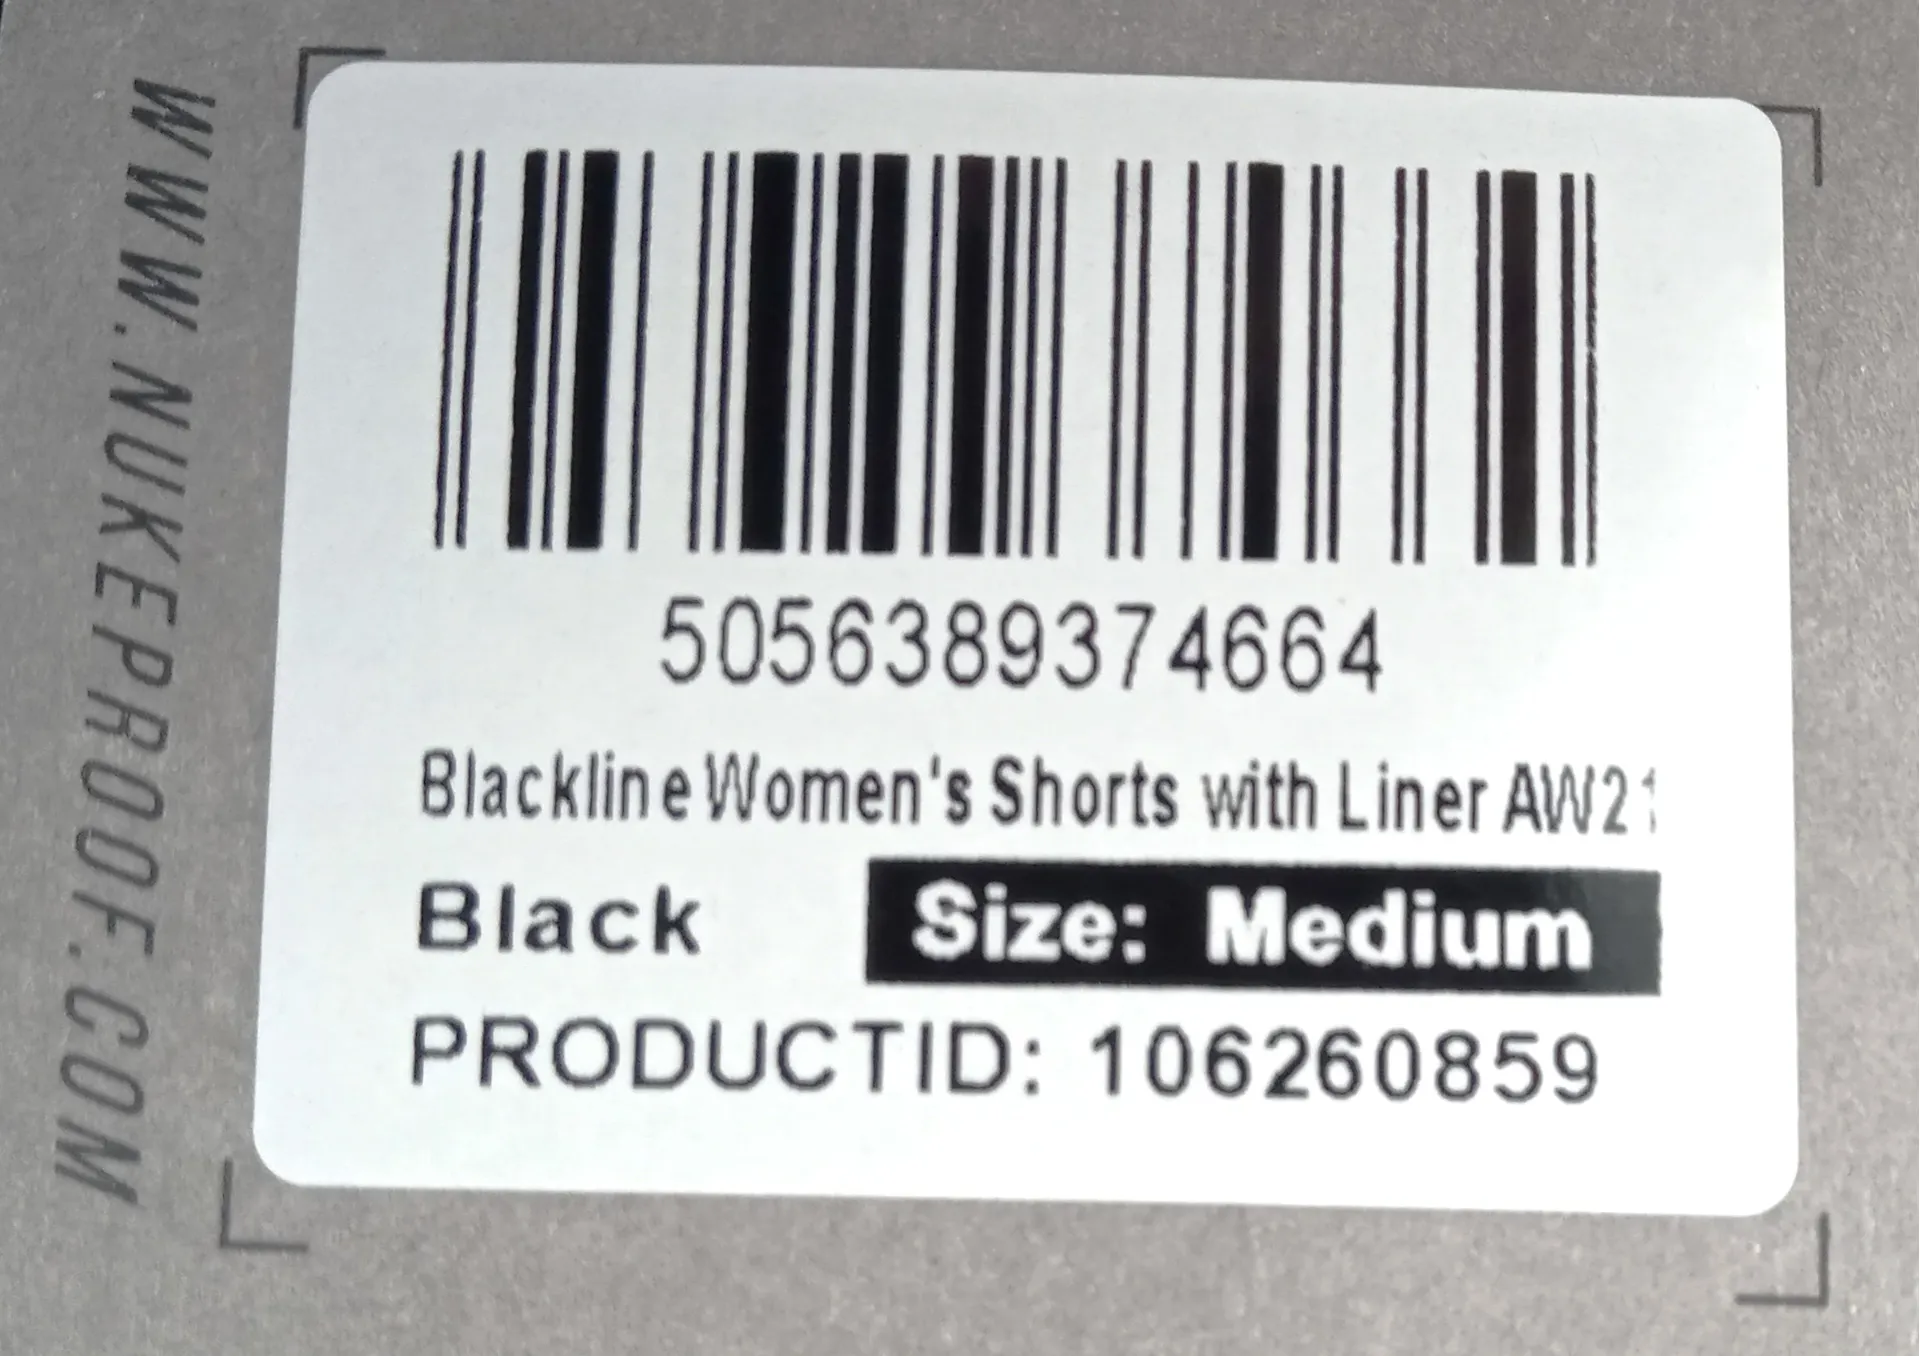 WWW.NUKEPROOF.COM
5056389374664
Blackline Women's Shorts with Liner AW21
Black
Size: Medium
PRODUCTID: 106260859